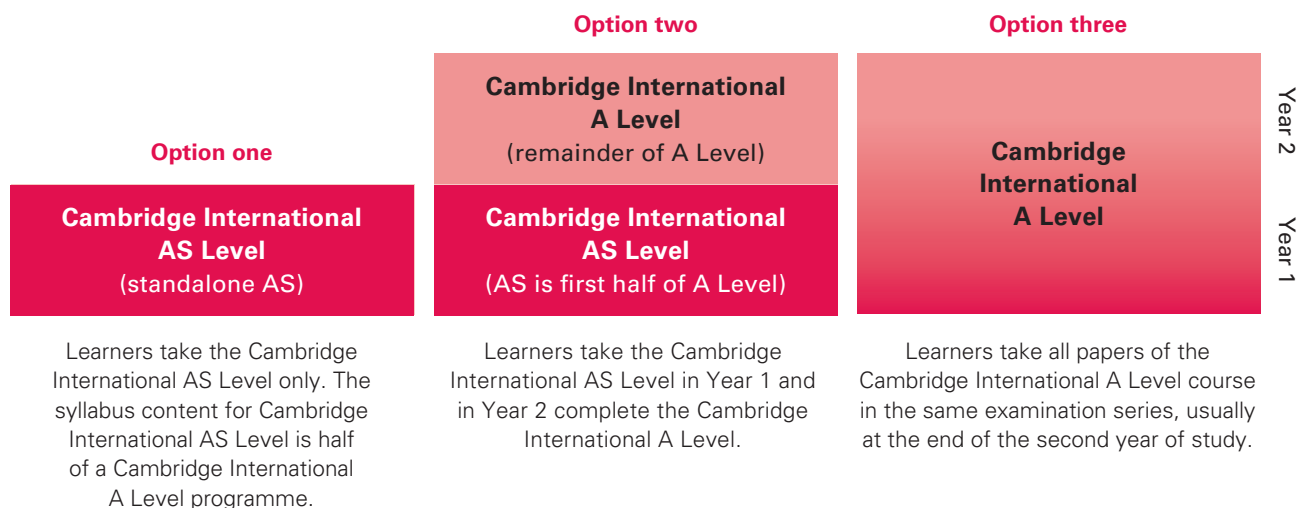 Option one
Cambridge International
AS Level
(standalone AS)
Learners take the Cambridge
International AS Level only. The
syllabus content for Cambridge
International AS Level is half
of a Cambridge International
A Level programme.
Option two
Cambridge International
A Level
(remainder of A Level)
Cambridge International
AS Level
(AS is first half of A Level)
Learners take the Cambridge
International AS Level in Year 1 and
in Year 2 complete the Cambridge
International A Level.
Option three
Cambridge
International
A Level
Learners take all papers of the
Cambridge International A Level course
in the same examination series, usually
at the end of the second year of study.
Year 2
Year 1